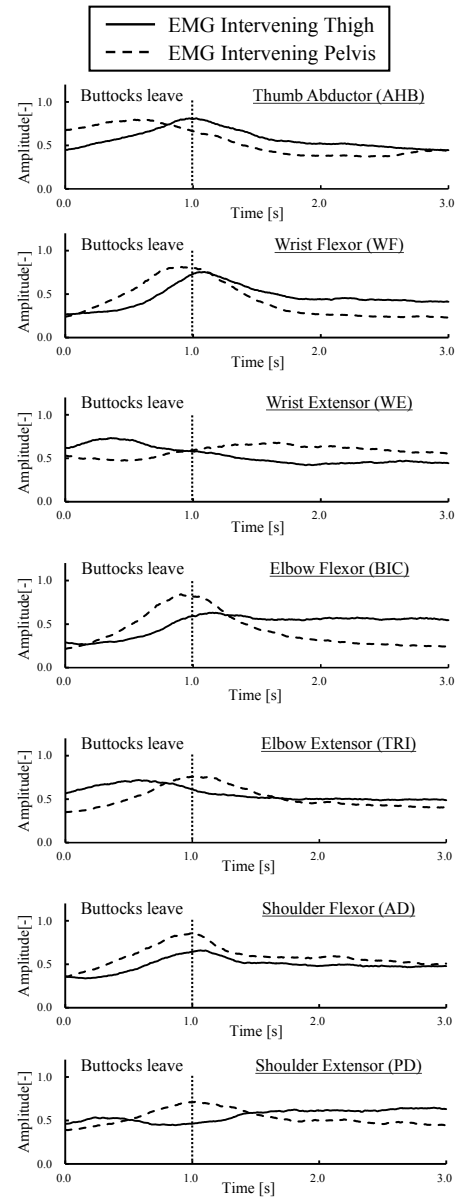 EMG Intervening Thigh
EMG Intervening Pelvis
Buttocks leave Thumb Abductor (AHB)
Amplitude[-]
1.0
0.5
0.0
0.0 1.0 2.0 3.0
Time [s]
Buttocks leave Wrist Flexor (WF)
Amplitude[-]
1.0
0.5
0.0
0.0 1.0 2.0 3.0
Time [s]
Buttocks leave Wrist Extensor (WE)
Amplitude[-]
1.0
0.5
0.0
0.0 1.0 2.0 3.0
Time [s]
Buttocks leave Elbow Flexor (BIC)
Amplitude[-]
1.0
0.5
0.0
0.0 1.0 2.0 3.0
Time [s]
Buttocks leave Elbow Extensor (TRI)
Amplitude[-]
1.0
0.5
0.0
0.0 1.0 2.0 3.0
Time [s]
Buttocks leave Shoulder Flexor (AD)
Amplitude[-]
1.0
0.5
0.0
0.0 1.0 2.0 3.0
Time [s]
Buttocks leave Shoulder Extensor (PD)
Amplitude[-]
1.0
0.5
0.0
0.0 1.0 2.0 3.0
Time [s]